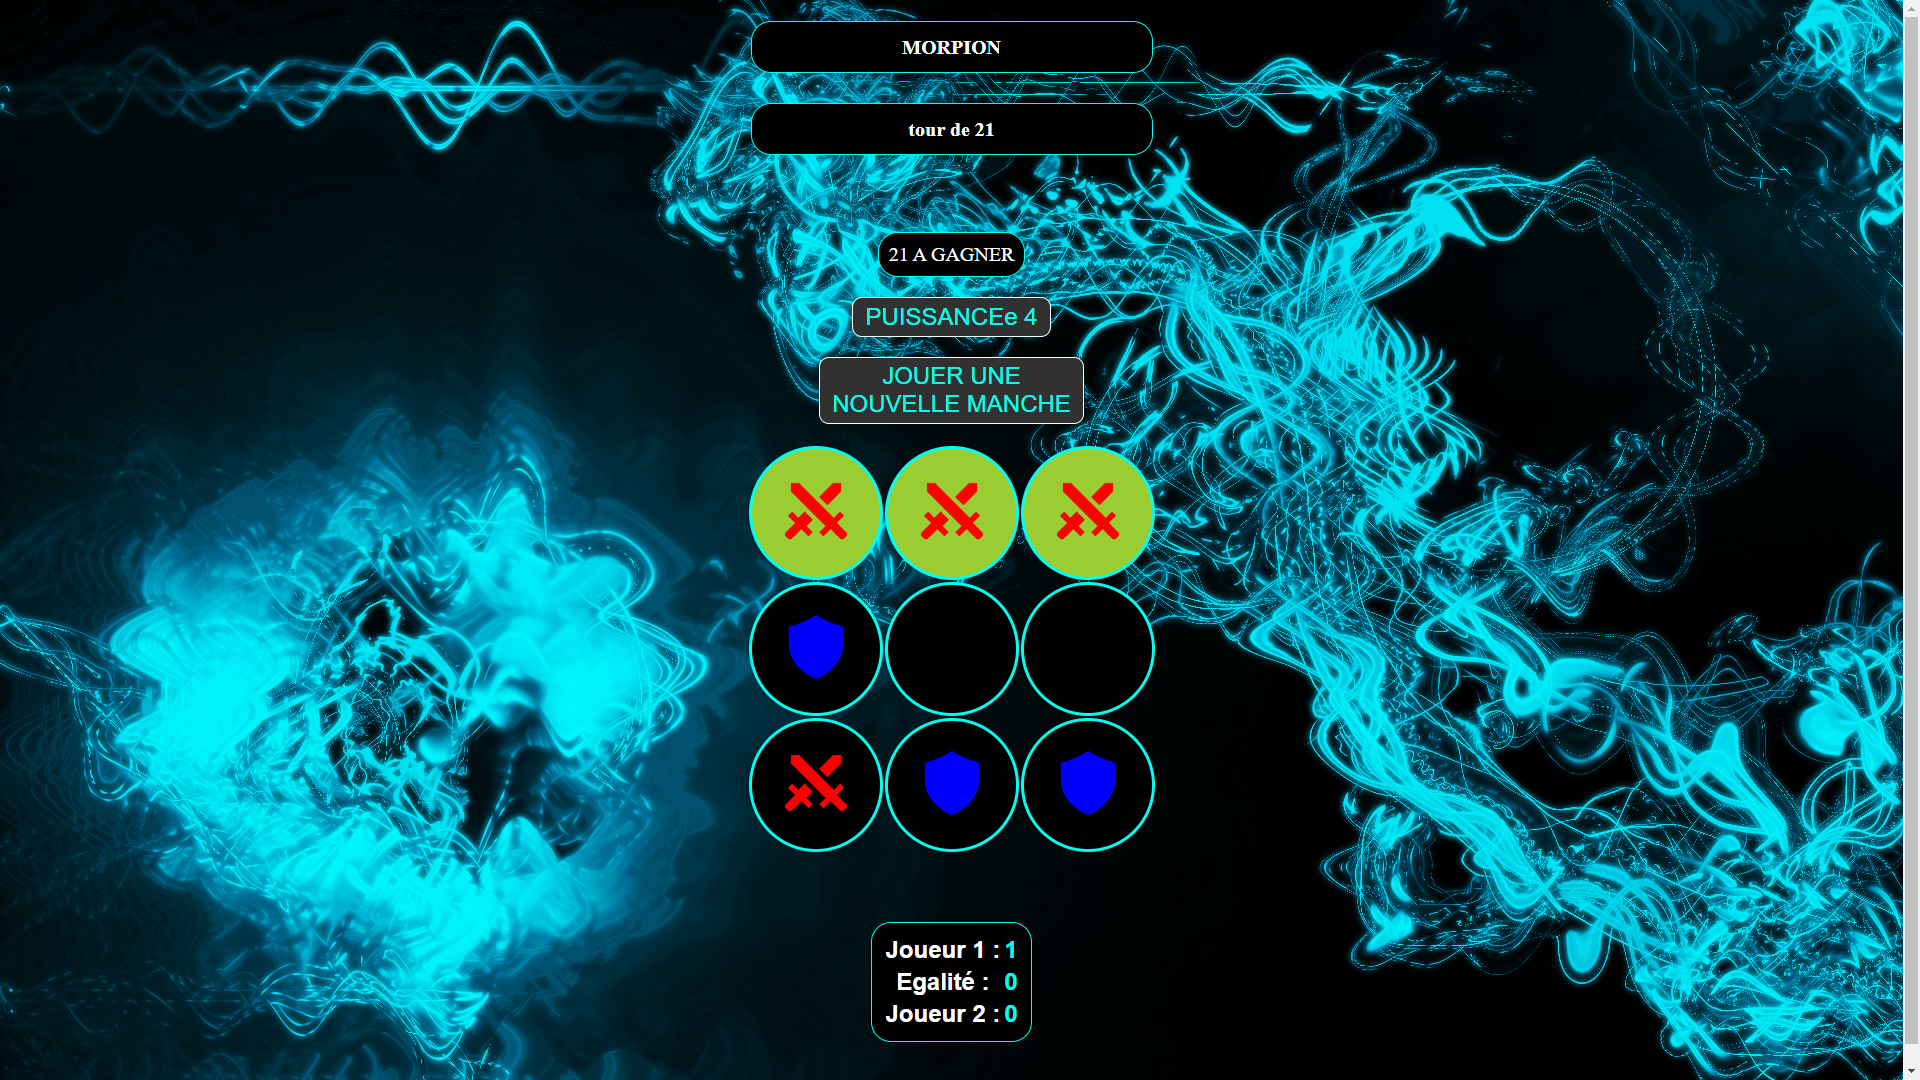 MORPION
tour de 21
21 A GAGNER
PUISSANCEe 4
JOUER UNE
NOUVELLE MANCHE
Joueur 1 : 1
Egalité : 0
Joueur 2 : 0